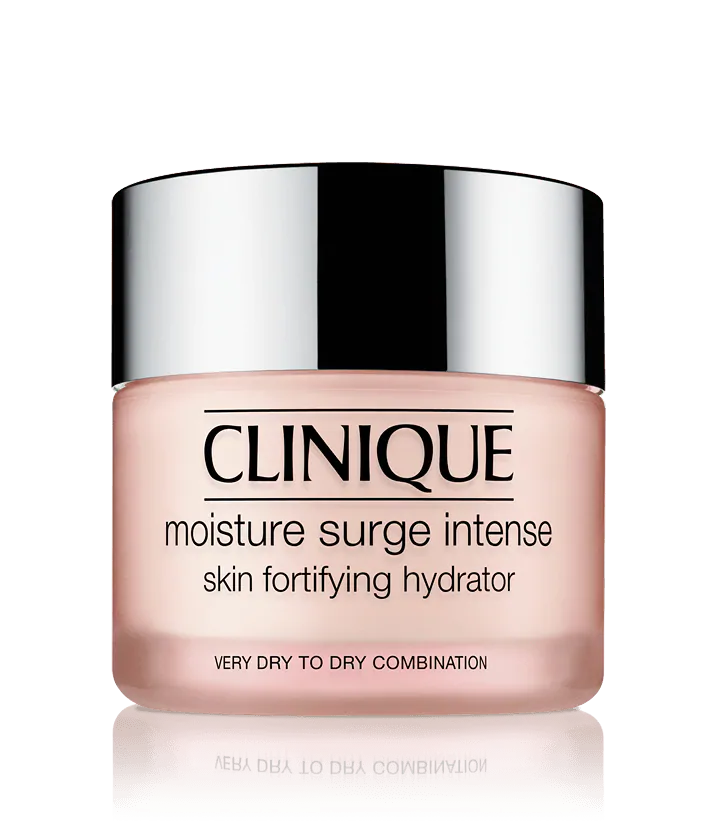 CLINIQUE
moisture surge intense
skin fortifying hydrator
VERY DRY TO DRY COMBINATION